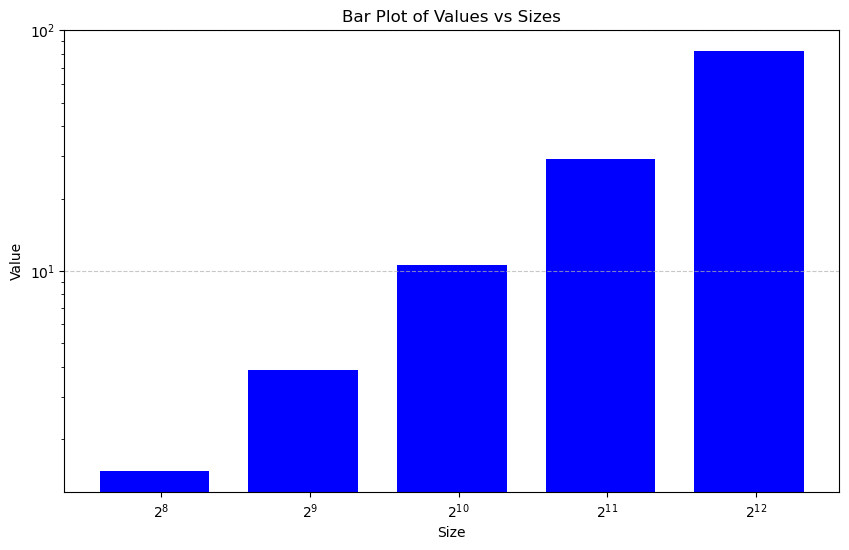 Bar Plot of Values vs Sizes
10²
10¹
Value
2⁸ 2⁹ 2¹⁰ 2¹¹ 2¹²
Size